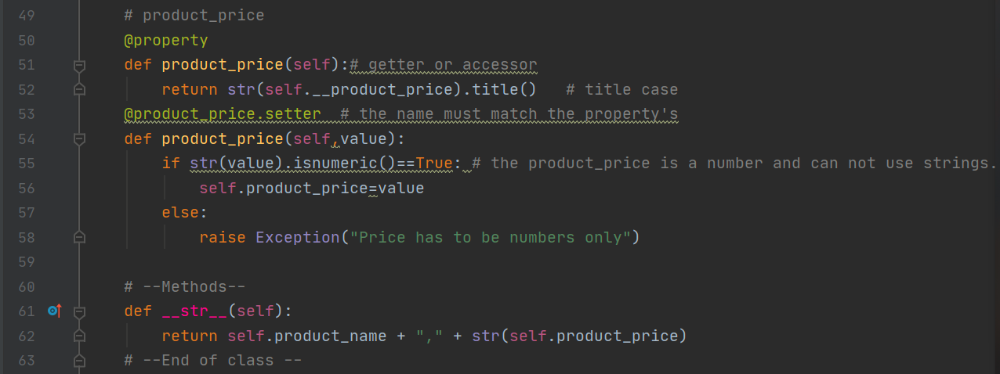 49 # product_price
50 @property
51 def product_price(self):# getter or accessor
52 return str(self.__product_price).title()   # title case
53 @product_price.setter  # the name must match the property's
54 def product_price(self,value):
55 if str(value).isnumeric()==True: # the product_price is a number and can not use strings.
56 self.product_price=value
57 else:
58 raise Exception("Price has to be numbers only")
59
60 # --Methods--
61 def __str__(self):
62 return self.product_name + "," + str(self.product_price)
63 # --End of class --